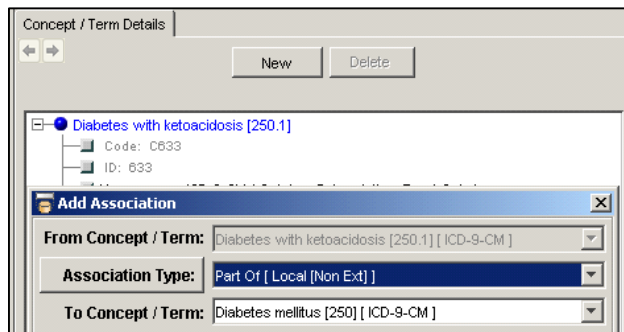 Concept / Term Details
New
Delete
Diabetes with ketoacidosis [250.1]
Code: C633
ID: 633
Add Association
From Concept / Term: Diabetes with ketoacidosis [250.1] [ ICD-9-CM ]
Association Type: Part Of [ Local [Non Ext] ]
To Concept / Term: Diabetes mellitus [250] [ ICD-9-CM ]